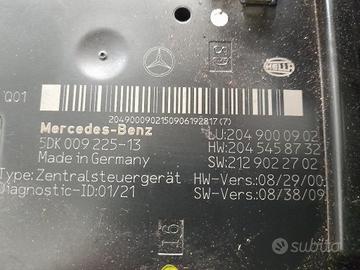 SQ
HELLA
Q01
2049000902150906192817(7)
Mercedes-Benz
5DK 009 225-13
Made in Germany
Type:Zentralsteuergerät
Diagnostic-ID:01/21
LU:204 900 09 02
HW:204 545 87 32
SW:212 902 27 02
HW-Vers.:08/29/00
SW-Vers.:08/38/09
16
subito